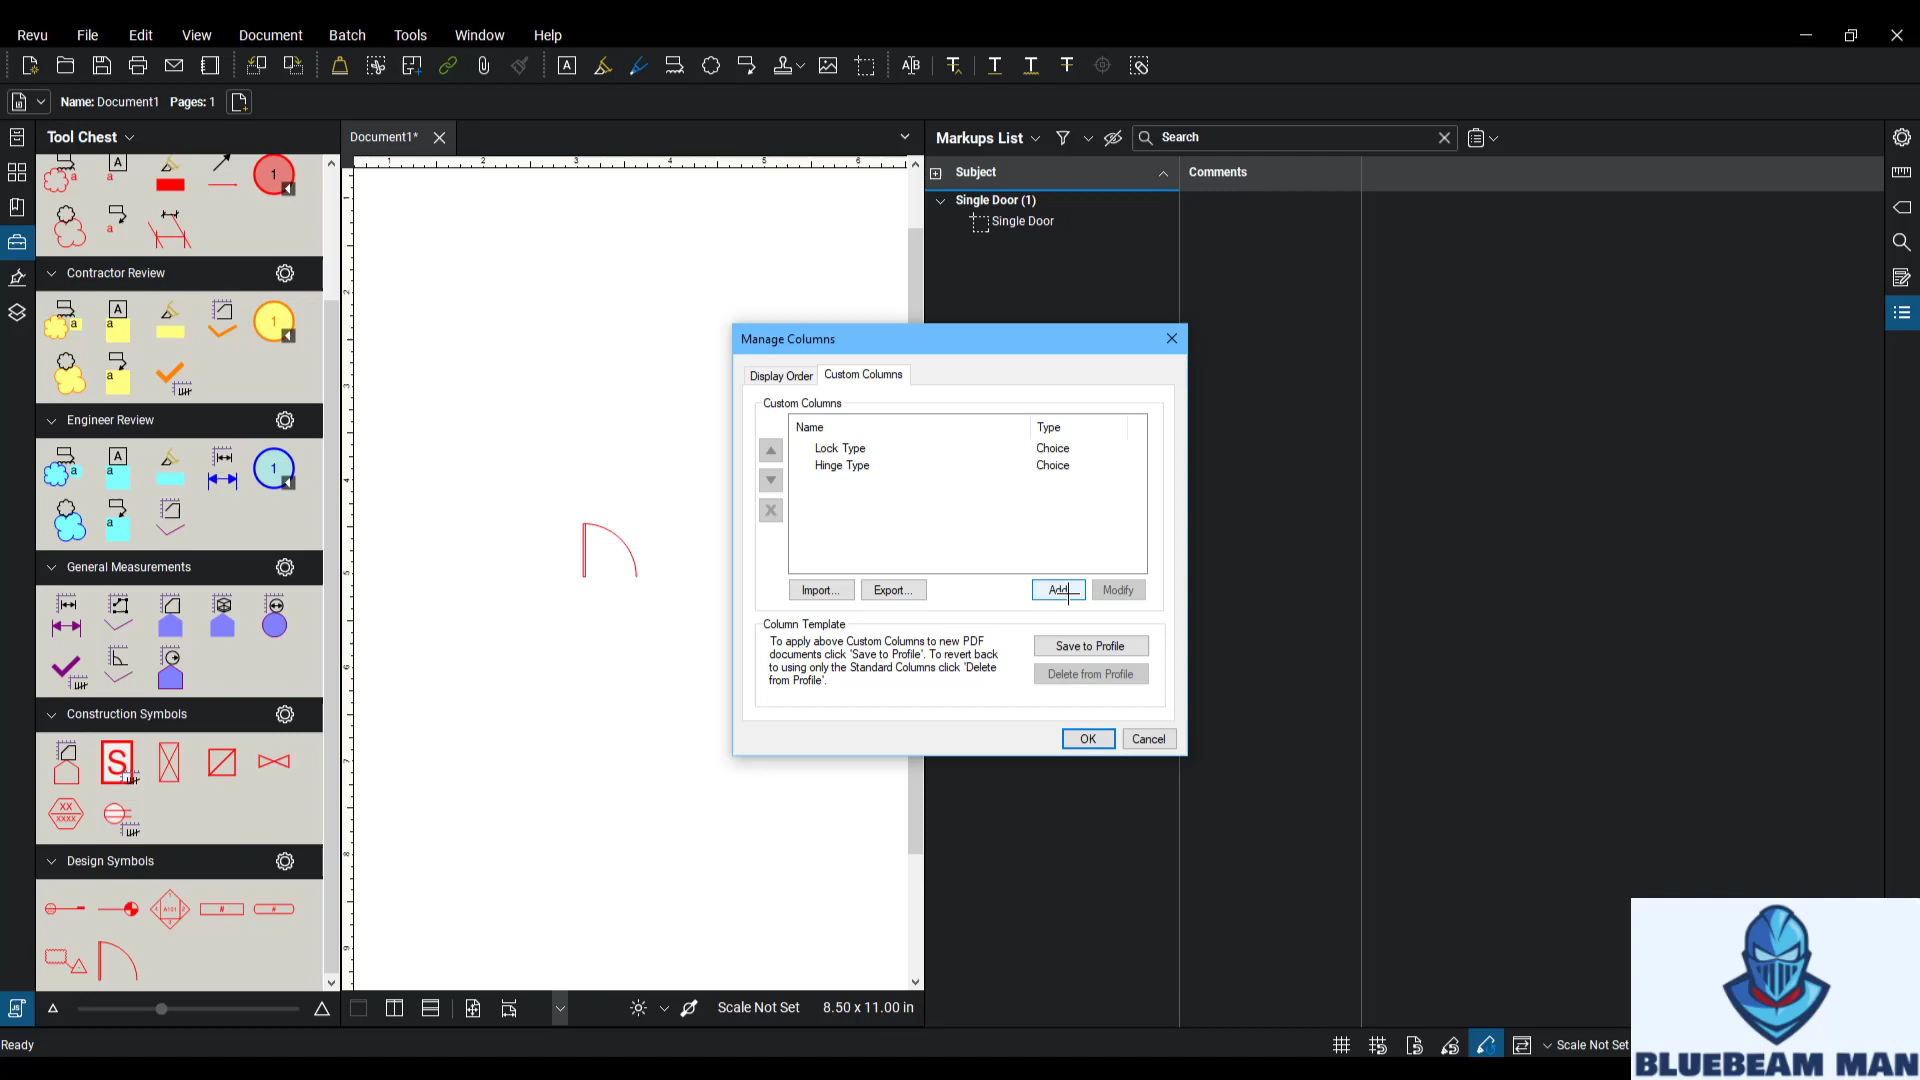 Revu File Edit View Document Batch Tools Window Help
Name: Document1 Pages: 1
Tool Chest
Document1*
Markups List
Search
Subject
Comments
Single Door (1)
Single Door
Contractor Review
Engineer Review
General Measurements
Construction Symbols
Design Symbols
Manage Columns
Display Order
Custom Columns
Custom Columns
Name Type
Lock Type Choice
Hinge Type Choice
Import... Export... Modify
Column Template
To apply above Custom Columns to new PDF
documents click 'Save to Profile'. To revert back
to using only the Standard Columns click 'Delete
from Profile'.
Save to Profile
Delete from Profile
OK Cancel
Scale Not Set 8.50 x 11.00 in
Ready
Scale Not Set
BLUEBEAM MAN